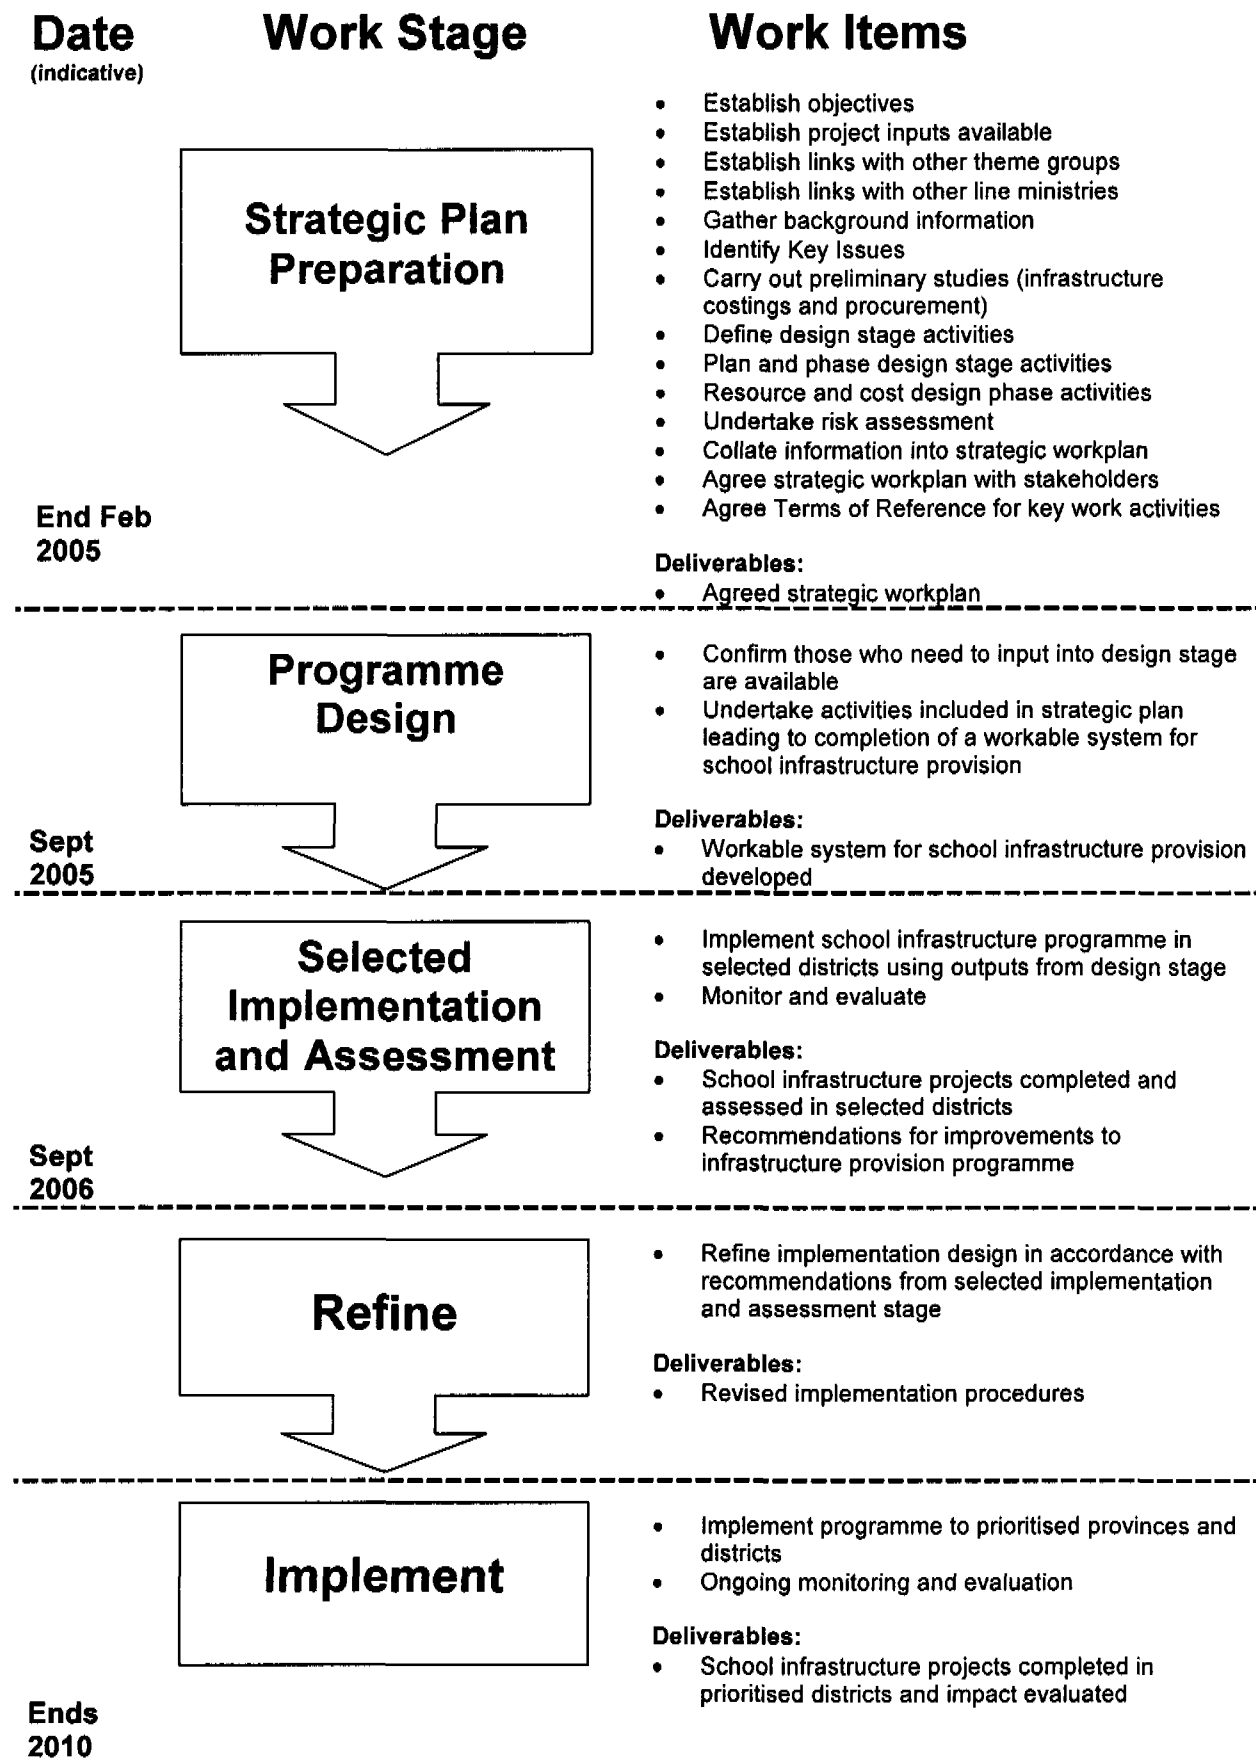 Date Work Stage Work Items
(indicative)
• Establish objectives
• Establish project inputs available
• Establish links with other theme groups
• Establish links with other line ministries
• Gather background information
• Identify Key Issues
• Carry out preliminary studies (infrastructure
costings and procurement)
• Define design stage activities
• Plan and phase design stage activities
• Resource and cost design phase activities
• Undertake risk assessment
• Collate information into strategic workplan
• Agree strategic workplan with stakeholders
• Agree Terms of Reference for key work activities
Strategic Plan
Preparation
End Feb
2005
Deliverables:
• Agreed strategic workplan
Programme
Design
• Confirm those who need to input into design stage
are available
• Undertake activities included in strategic plan
leading to completion of a workable system for
school infrastructure provision
Sept
2005
Deliverables:
• Workable system for school infrastructure provision
developed
Selected
Implementation
and Assessment
• Implement school infrastructure programme in
selected districts using outputs from design stage
• Monitor and evaluate
Deliverables:
• School infrastructure projects completed and
assessed in selected districts
• Recommendations for improvements to
infrastructure provision programme
Sept
2006
Refine
• Refine implementation design in accordance with
recommendations from selected implementation
and assessment stage
Deliverables:
• Revised implementation procedures
Implement
• Implement programme to prioritised provinces and
districts
• Ongoing monitoring and evaluation
Deliverables:
• School infrastructure projects completed in
prioritised districts and impact evaluated
Ends
2010